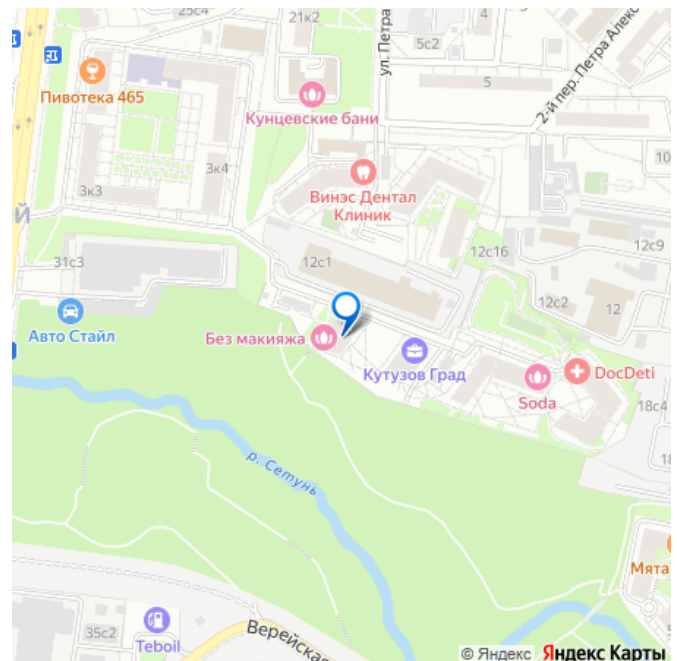 25с4
21к2
4
5с2
ул. Петра
2-й пер. Петра Алекс
5
Пивотека 465
Кунцевские бани
10
3к4
3к3
Винэс Дентал
Клиник
Й
31с3
12с1
12с16
12с9
12с2
12
Авто Стайл
Без макияжа
Кутузов Град
DocDeti
Soda
18с4
18
р. Сетунь
Мята
35с2
Teboil
Верейская
5
© Яндекс Яндекс Карты